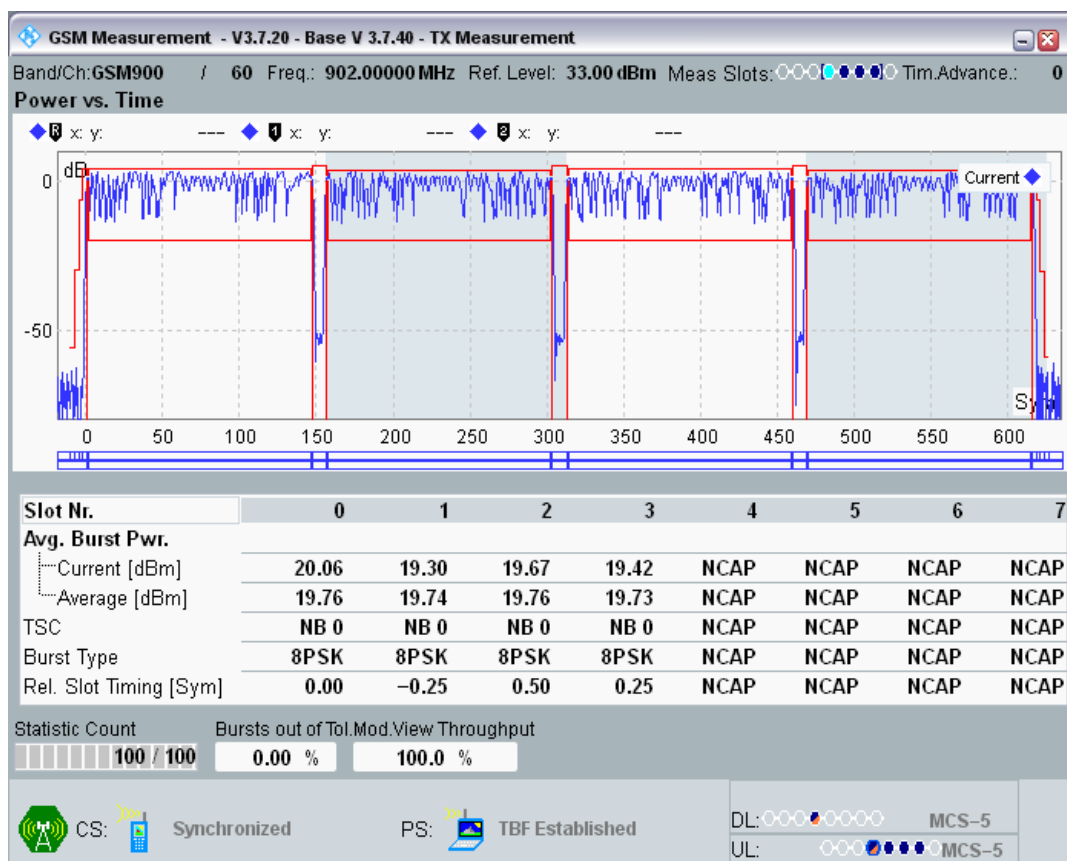 GSM Measurement - V3.7.20 - Base V 3.7.40 - TX Measurement
Band/Ch:GSM900 / 60 Freq.: 902.00000 MHz Ref. Level: 33.00 dBm Meas Slots: Tim.Advance.: 0
Power vs. Time
R x: y: --- 1 x: y: --- 2 x: y: ---
dB
Current
0
-50
0 50 100 150 200 250 300 350 400 450 500 550 600
Slot Nr. 0 1 2 3 4 5 6 7
Avg. Burst Pwr.
Current [dBm] 20.06 19.30 19.67 19.42 NCAP NCAP NCAP NCAP
Average [dBm] 19.76 19.74 19.76 19.73 NCAP NCAP NCAP NCAP
TSC NB 0 NB 0 NB 0 NB 0 NCAP NCAP NCAP NCAP
Burst Type 8PSK 8PSK 8PSK 8PSK NCAP NCAP NCAP NCAP
Rel. Slot Timing [Sym] 0.00 −0.25 0.50 0.25 NCAP NCAP NCAP NCAP
Statistic Count Bursts out of Tol.Mod.View Throughput
100 / 100 0.00 % 100.0 %
CS: Synchronized PS: TBF Established
DL: MCS−5
UL: MCS−5